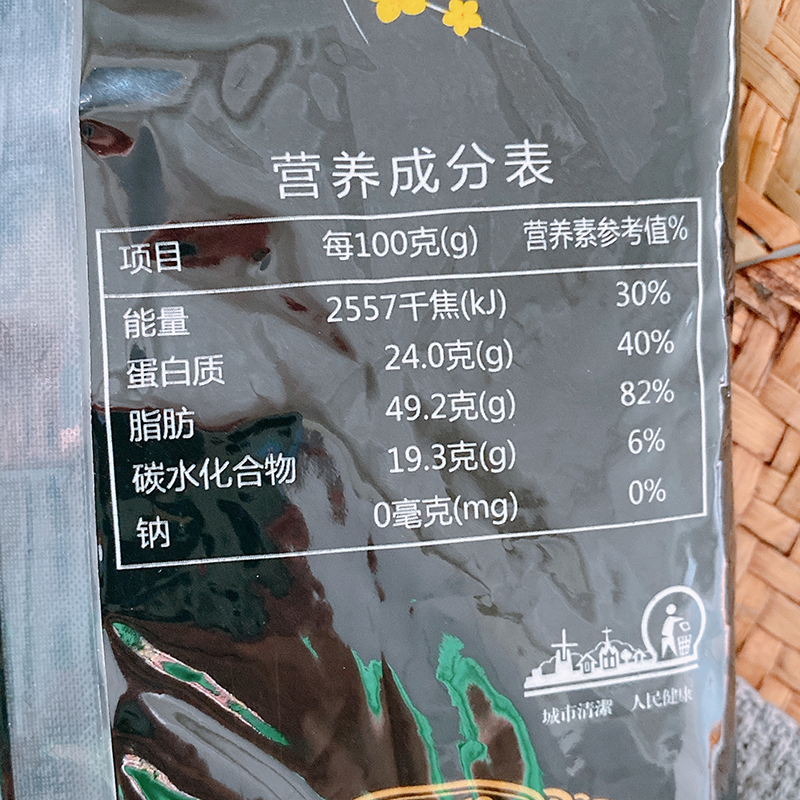 营养成分表
项目 每100克(g) 营养素参考值%
能量 2557千焦(kJ) 30%
蛋白质 24.0克(g) 40%
脂肪 49.2克(g) 82%
碳水化合物 19.3克(g) 6%
钠 0毫克(mg) 0%
城市清潔 人民健康